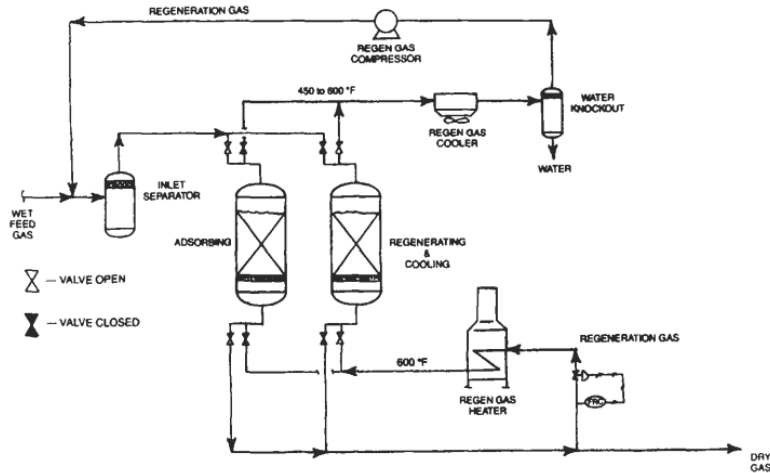 REGENERATION GAS
REGEN GAS
COMPRESSOR
450 to 600 °F
WATER
KNOCKOUT
REGEN GAS
COOLER
WATER
INLET
SEPARATOR
WET
FEED
GAS
ADSORBING
REGENERATING
&
COOLING
— VALVE OPEN
— VALVE CLOSED
REGENERATION GAS
600 °F
REGEN GAS
HEATER
FRC
DRY
GAS